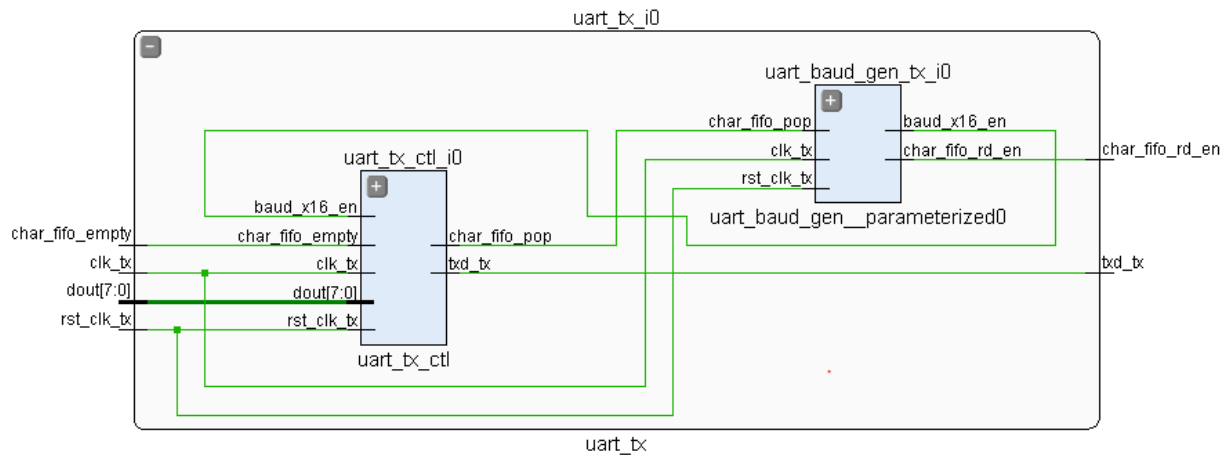 uart_tx_i0
uart_baud_gen_tx_i0
char_fifo_pop
baud_x16_en
clk_tx
char_fifo_rd_en
char_fifo_rd_en
rst_clk_tx
uart_baud_gen__parameterized0
uart_tx_ctl_i0
baud_x16_en
char_fifo_empty
char_fifo_empty
char_fifo_pop
clk_tx
clk_tx
txd_tx
txd_tx
dout[7:0]
dout[7:0]
rst_clk_tx
rst_clk_tx
uart_tx_ctl
uart_tx